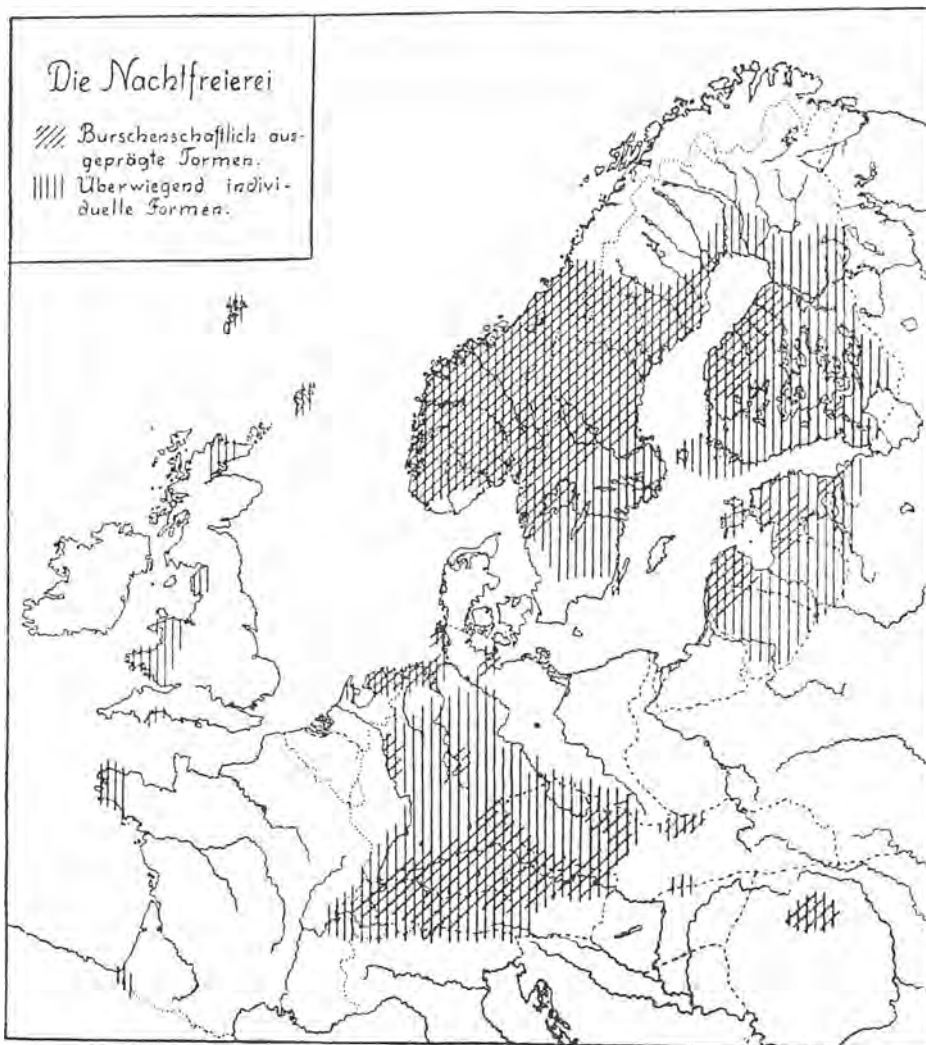 Die Nachtfreierei
Burschenschaftlich aus-
geprägte Formen.
Überwiegend indivi-
duelle Formen.